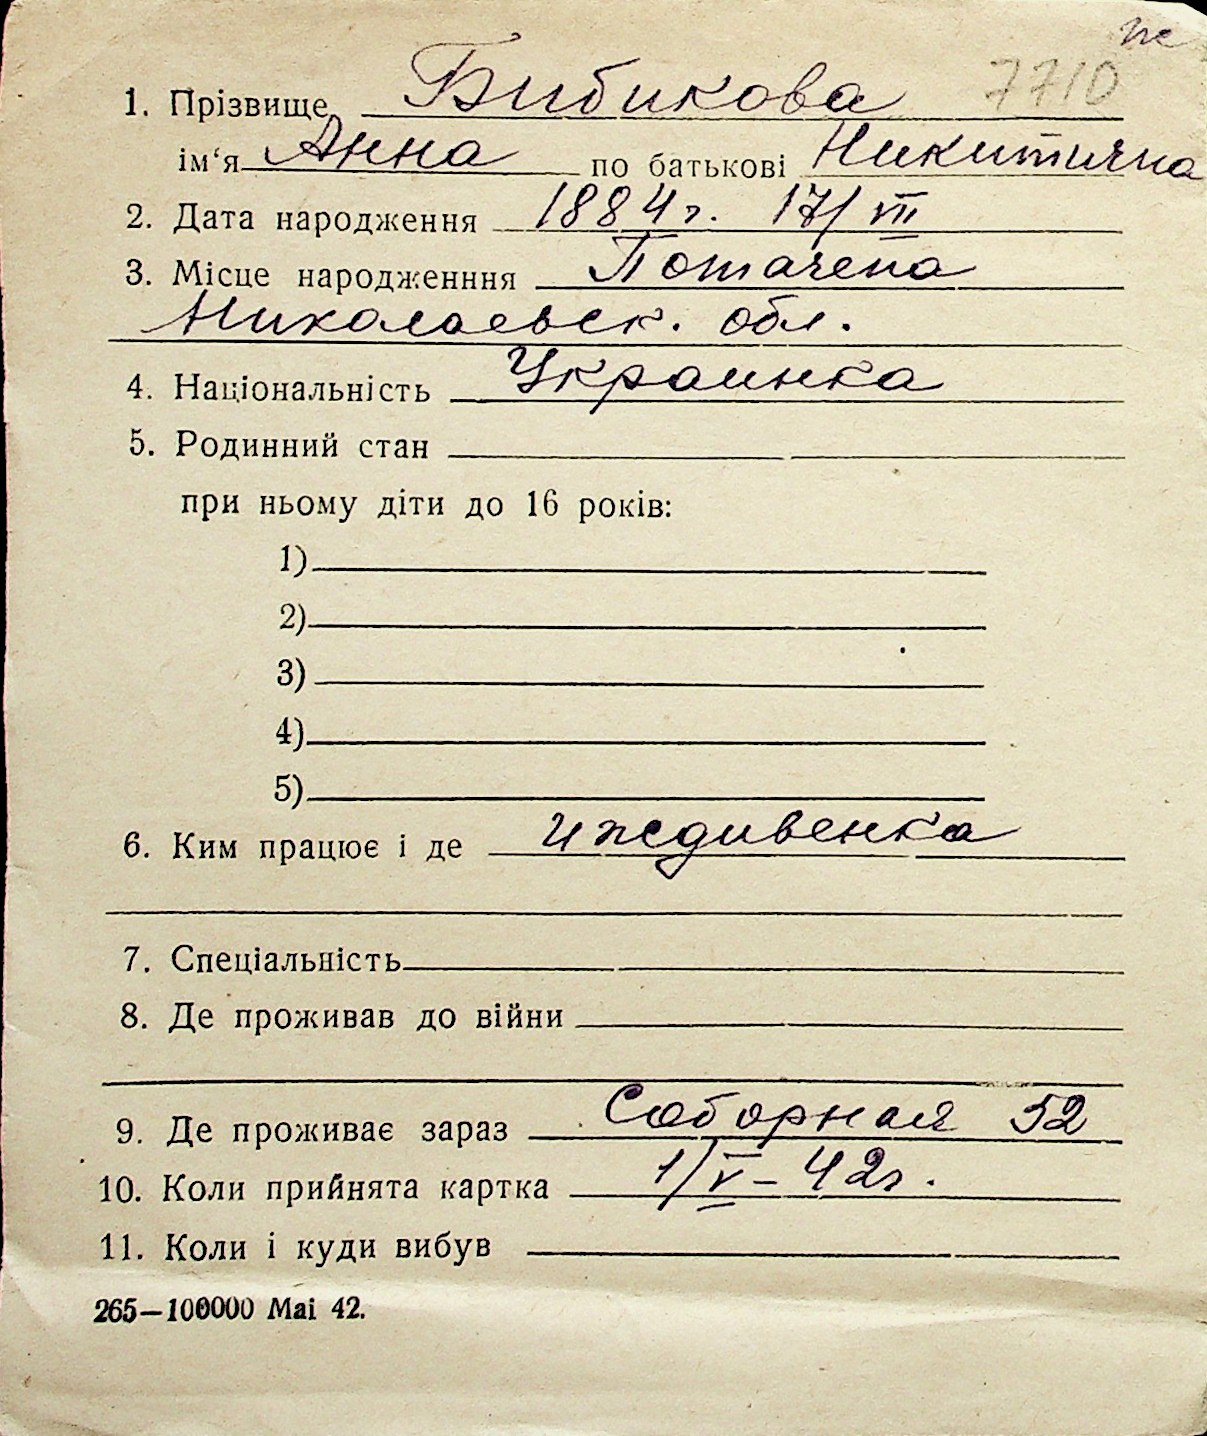 же
7710
1. Прізвище Бибикова
ім‘я Анна по батькові Никитична
2. Дата народження 1884 г. 17/VII
3. Місце народженння
Николаевск. обл.
4. Національність Украинка
5. Родинний стан
при ньому діти до 16 років:
1)
2)
3)
4)
5)
6. Ким працює і де иждивенка
7. Спеціальність
8. Де проживав до війни
9. Де проживає зараз Соборная 52
10. Коли прийнята картка 1/V – 42г.
11. Коли і куди вибув
265—100000 Mai 42.